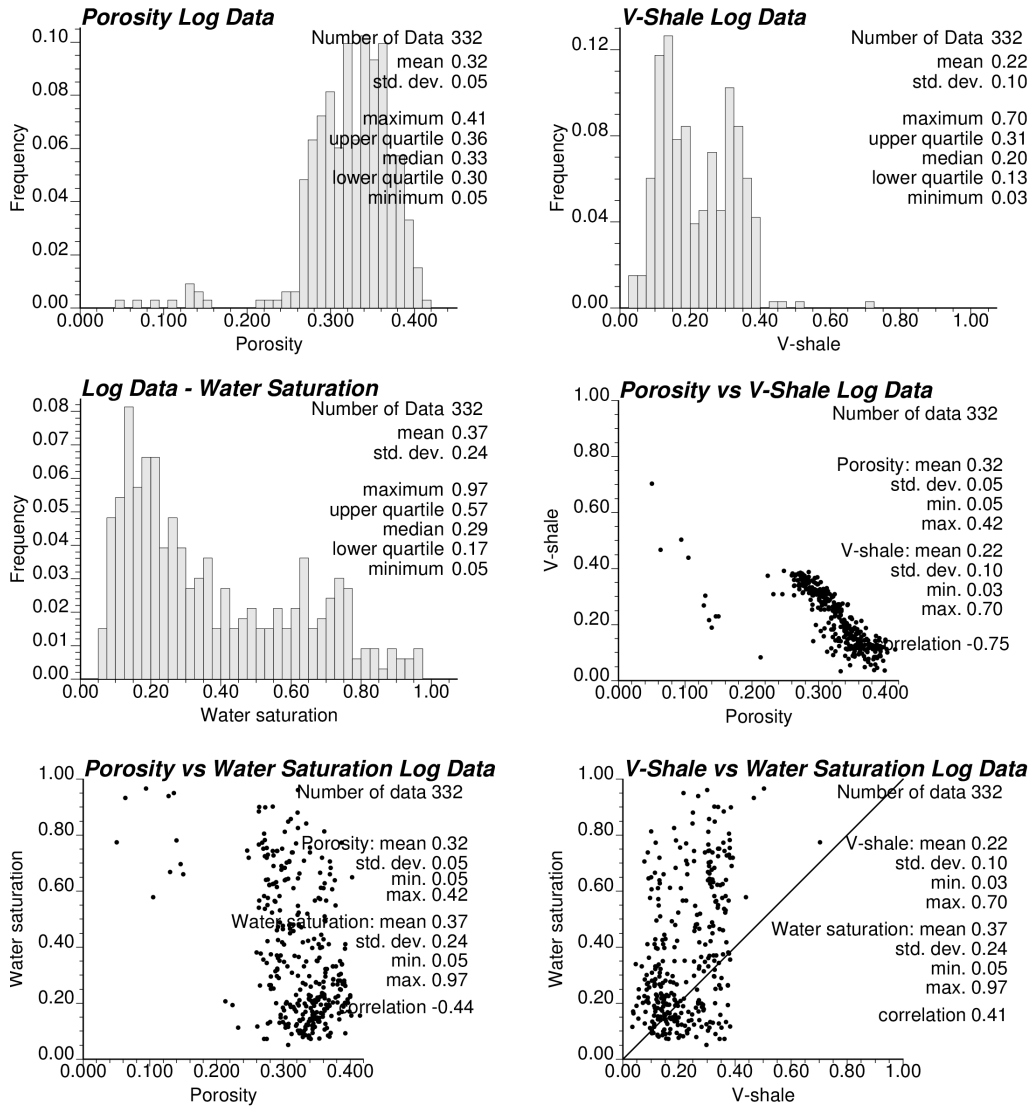 Porosity Log Data
Number of Data 332
mean 0.32
std. dev. 0.05
maximum 0.41
upper quartile 0.36
median 0.33
lower quartile 0.30
minimum 0.05
Frequency
0.10
0.08
0.06
0.04
0.02
0.00
0.000 0.100 0.200 0.300 0.400
Porosity
V-Shale Log Data
Number of Data 332
mean 0.22
std. dev. 0.10
maximum 0.70
upper quartile 0.31
median 0.20
lower quartile 0.13
minimum 0.03
Frequency
0.12
0.08
0.04
0.00
0.00 0.20 0.40 0.60 0.80 1.00
V-shale
Log Data - Water Saturation
Number of Data 332
mean 0.37
std. dev. 0.24
maximum 0.97
upper quartile 0.57
median 0.29
lower quartile 0.17
minimum 0.05
Frequency
0.08
0.07
0.06
0.05
0.04
0.03
0.02
0.01
0.00
0.00 0.20 0.40 0.60 0.80 1.00
Water saturation
Porosity vs V-Shale Log Data
Number of data 332
Porosity: mean 0.32
std. dev. 0.05
min. 0.05
max. 0.42
V-shale: mean 0.22
std. dev. 0.10
min. 0.03
max. 0.70
correlation -0.75
V-shale
1.00
0.80
0.60
0.40
0.20
0.00
0.000 0.100 0.200 0.300 0.400
Porosity
Porosity vs Water Saturation Log Data
Number of data 332
Porosity: mean 0.32
std. dev. 0.05
min. 0.05
max. 0.42
Water saturation: mean 0.37
std. dev. 0.24
min. 0.05
max. 0.97
correlation -0.44
Water saturation
1.00
0.80
0.60
0.40
0.20
0.00
0.000 0.100 0.200 0.300 0.400
Porosity
V-Shale vs Water Saturation Log Data
Number of data 332
V-shale: mean 0.22
std. dev. 0.10
min. 0.03
max. 0.70
Water saturation: mean 0.37
std. dev. 0.24
min. 0.05
max. 0.97
correlation 0.41
Water saturation
1.00
0.80
0.60
0.40
0.20
0.00
0.00 0.20 0.40 0.60 0.80 1.00
V-shale